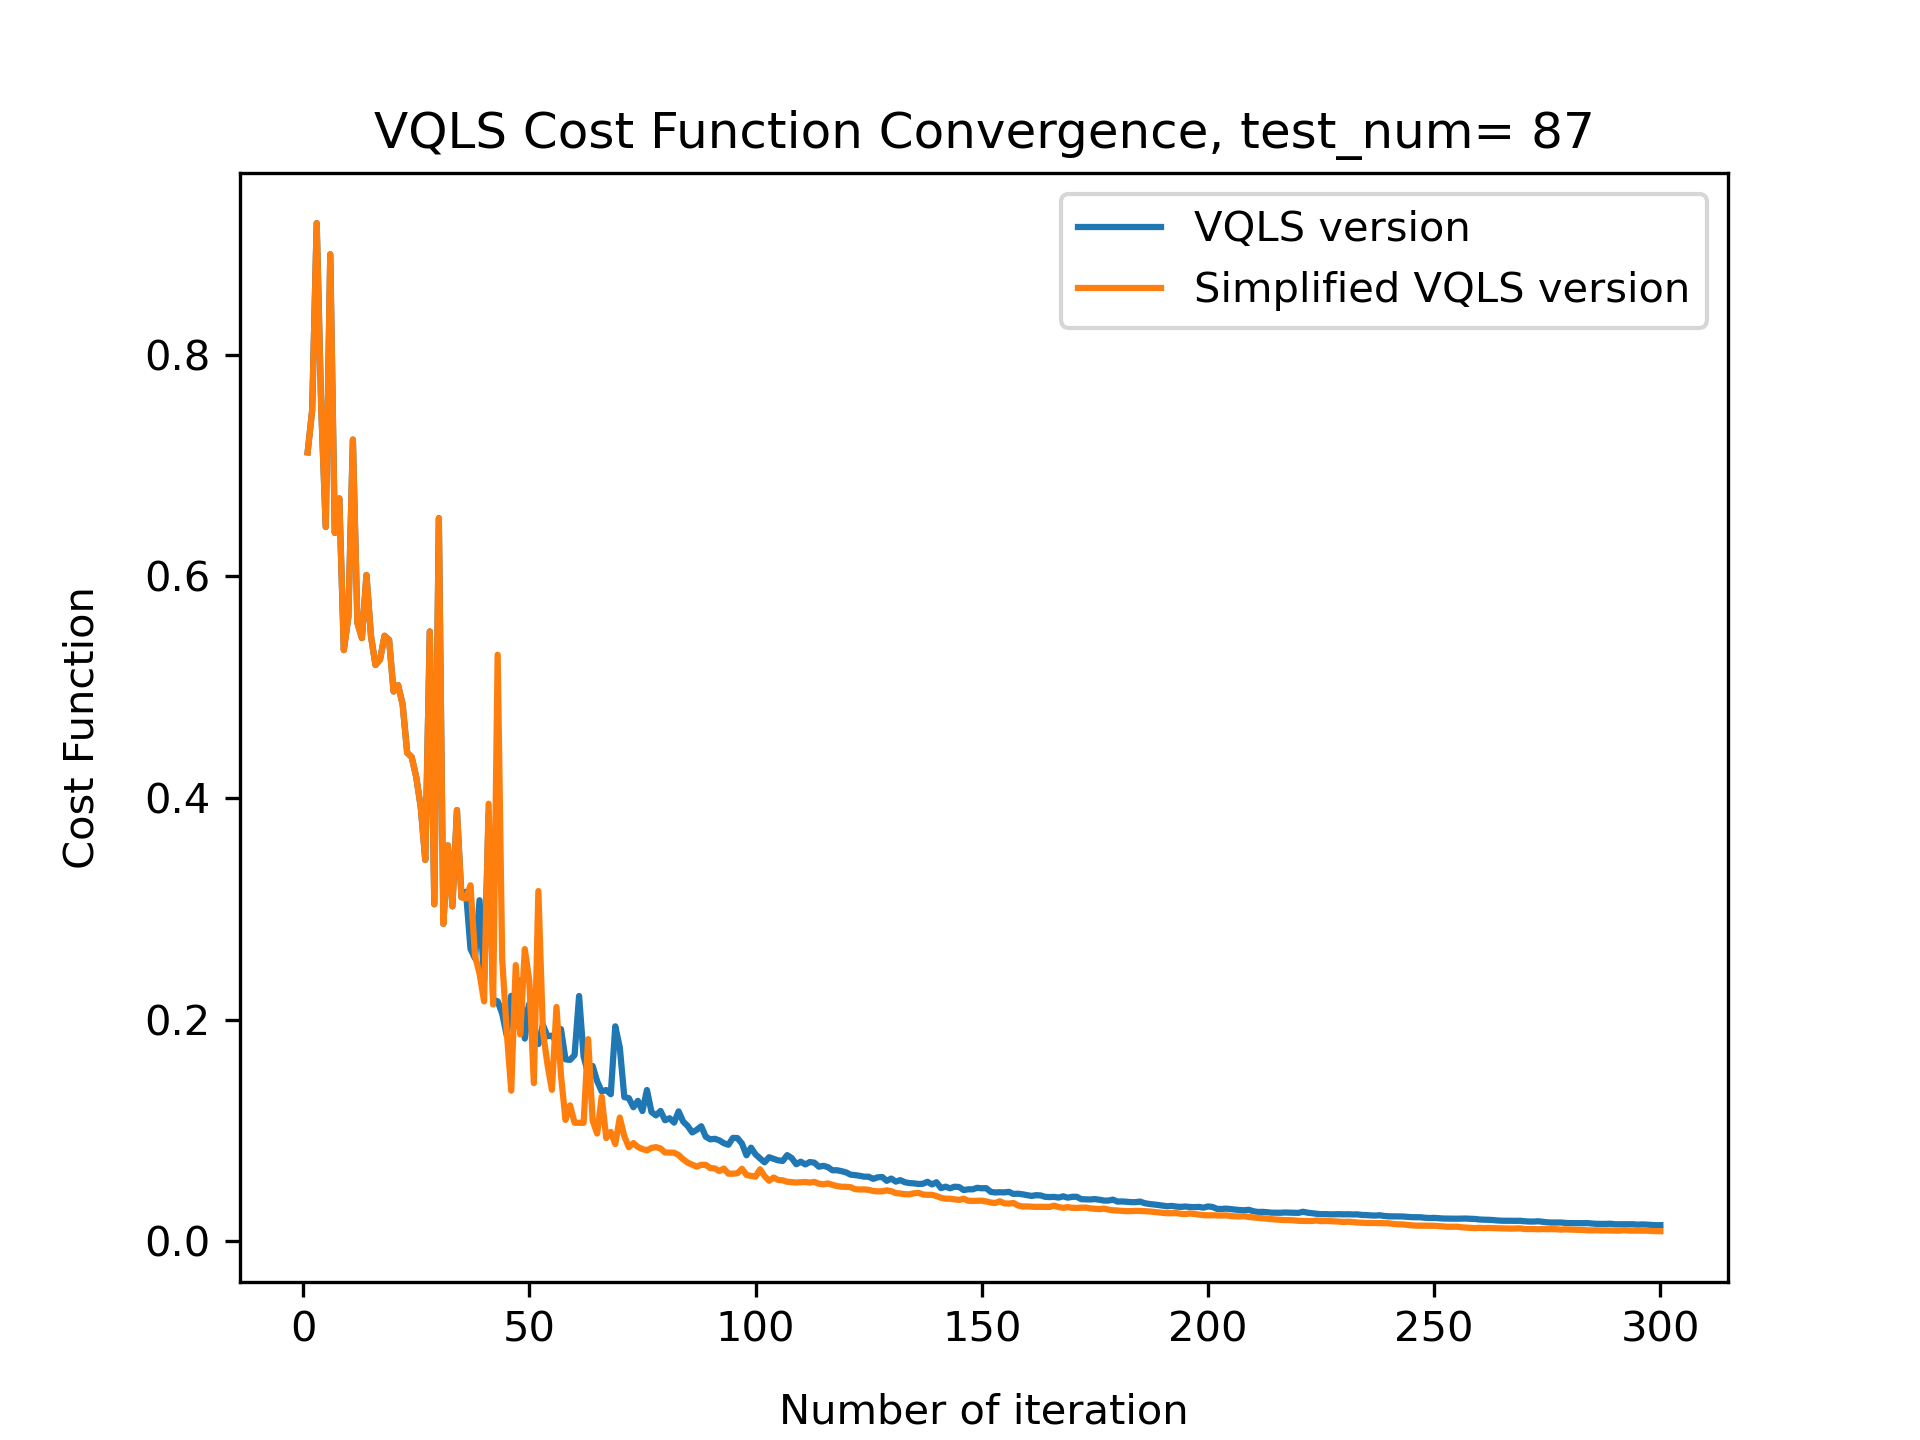 VQLS Cost Function Convergence, test_num= 87
VQLS version
Simplified VQLS version
Cost Function
0.8
0.6
0.4
0.2
0.0
0 50 100 150 200 250 300
Number of iteration